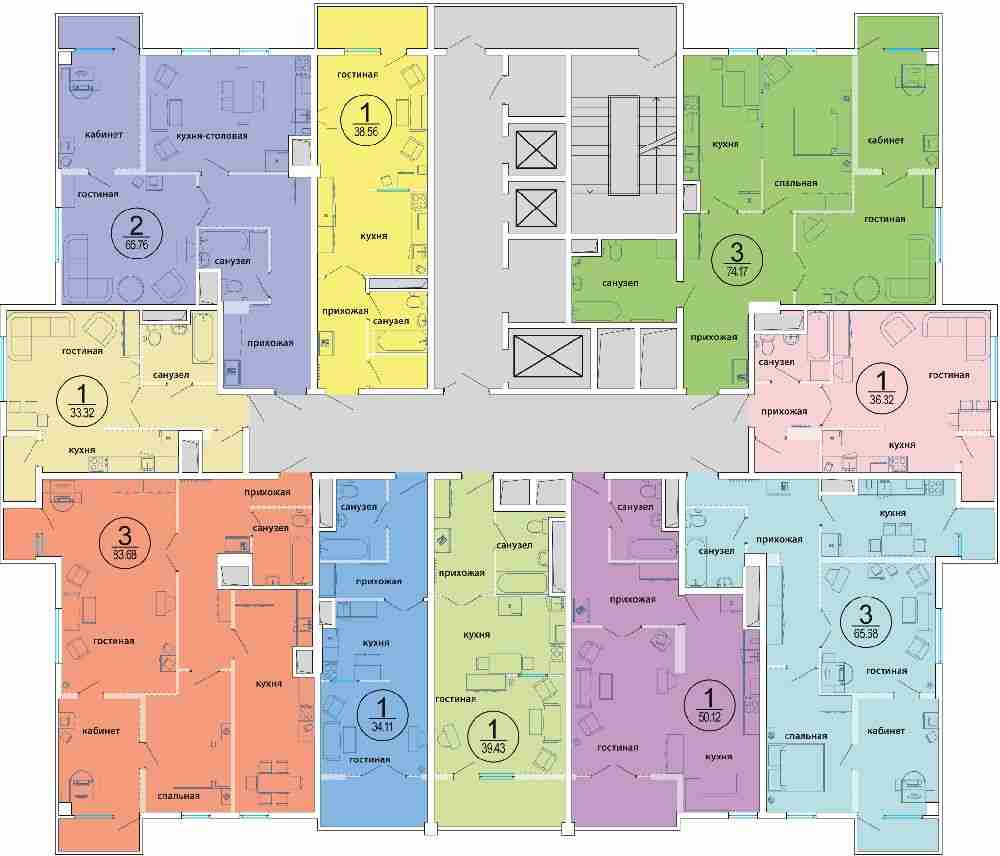 кабинет
кухня-столовая
гостиная
2
65.76
санузел
прихожая
гостиная
1
38.56
кухня
прихожая
санузел
кухня
спальная
кабинет
гостиная
3
74.17
санузел
прихожая
гостиная
санузел
1
33.32
кухня
санузел
прихожая
1
36.32
гостиная
кухня
прихожая
3
83.68
санузел
гостиная
кабинет
спальная
кухня
санузел
прихожая
кухня
1
34.11
гостиная
санузел
прихожая
кухня
гостиная
1
39.43
санузел
прихожая
1
50.12
гостиная
кухня
санузел
прихожая
кухня
3
65.68
гостиная
спальная
кабинет